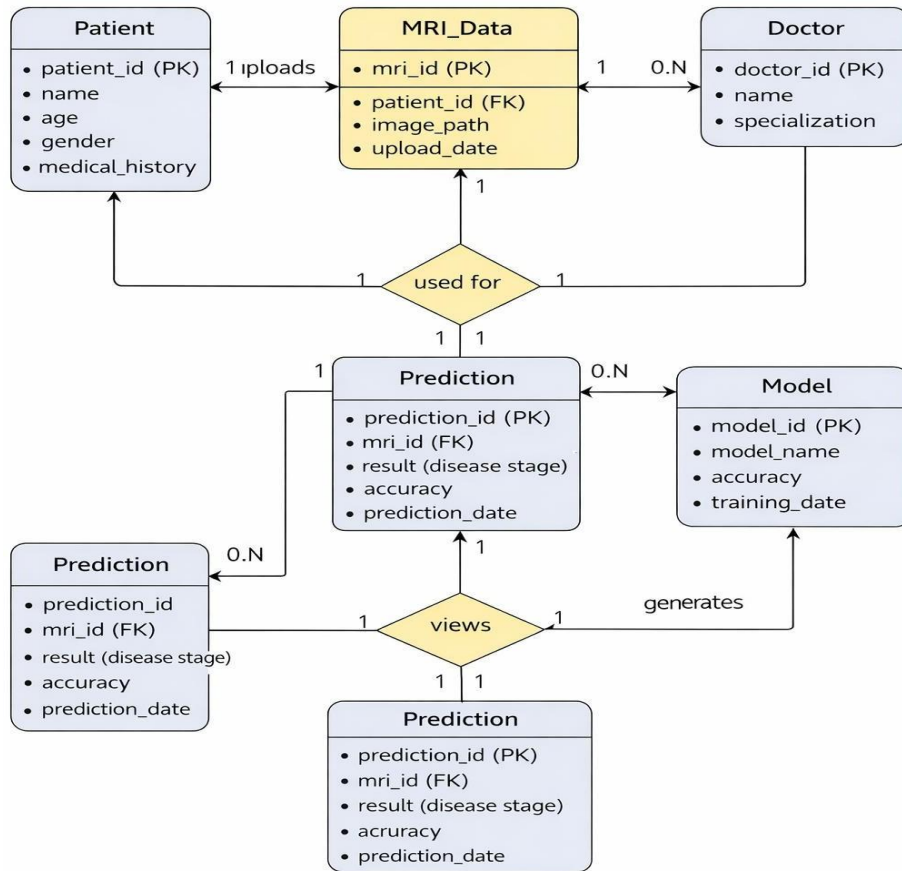 Patient
• patient_id (PK)
• name
• age
• gender
• medical_history
1 ıploads
MRI_Data
• mri_id (PK)
• patient_id (FK)
• image_path
• upload_date
1
0.N
Doctor
• doctor_id (PK)
• name
• specialization
1
1
used for
1
1
1
1
Prediction
• prediction_id (PK)
• mri_id (FK)
• result (disease stage)
• accuracy
• prediction_date
0.N
Model
• model_id (PK)
• model_name
• accuracy
• training_date
0.N
1
Prediction
• prediction_id
• mri_id (FK)
• result (disease stage)
• accuracy
• prediction_date
1
views
1
generates
1
1
Prediction
• prediction_id (PK)
• mri_id (FK)
• result (disease stage)
• acruracy
• prediction_date